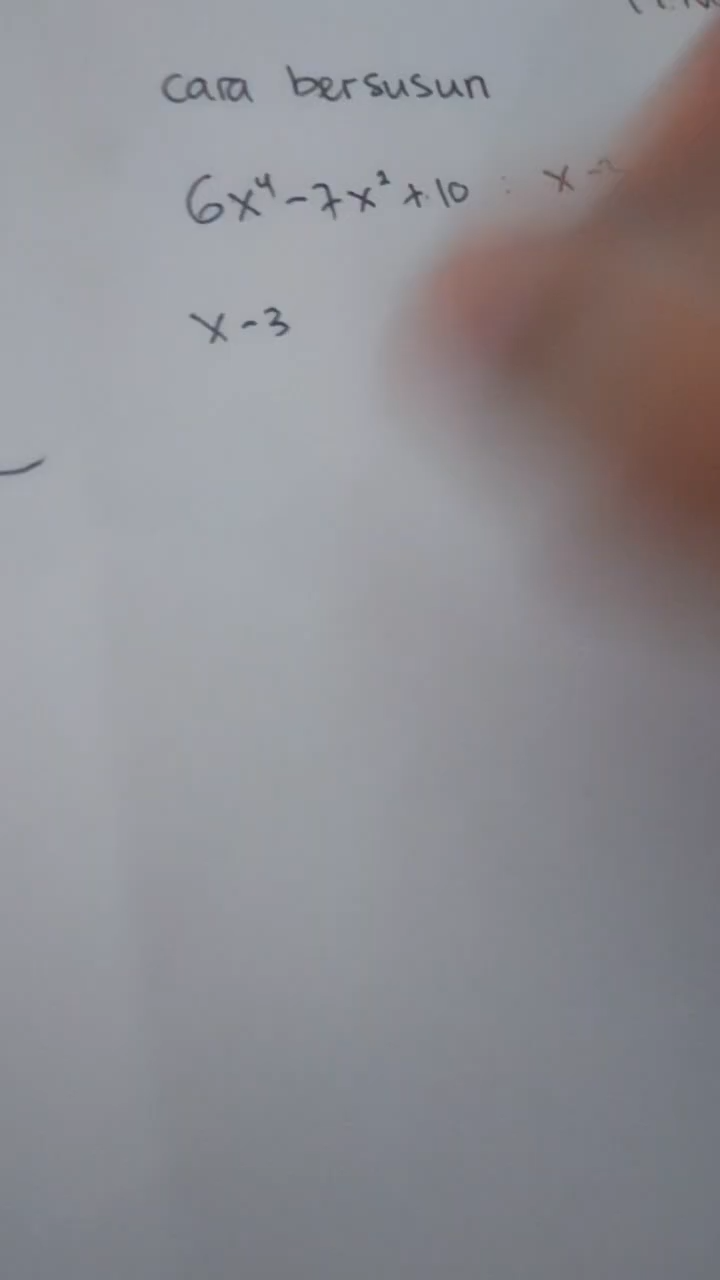 cara bersusun
6x⁴-7x²+10 : x-
x-3